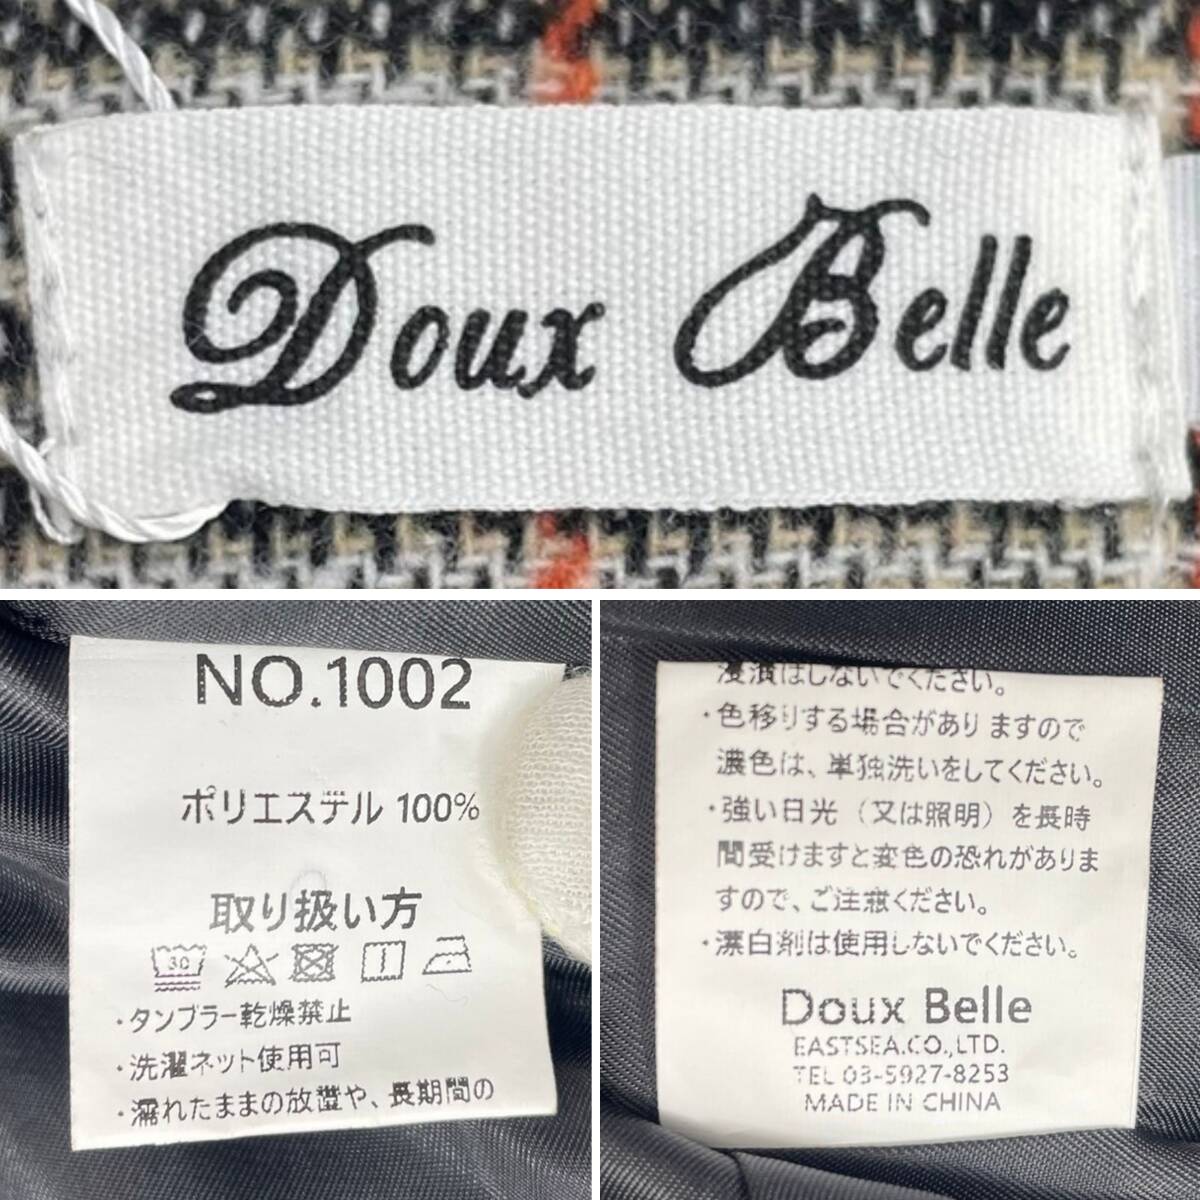 Doux Belle
NO.1002
ポリエステル 100%
取り扱い方
30
・タンブラー乾燥禁止
・洗濯ネット使用可
・濡れたままの放置や、長期間の
浸漬はしないでください。
・色移りする場合がありますので
濃色は、単独洗いをしてください。
・強い日光（又は照明）を長時
間受けますと変色の恐れがありま
すので、ご注意ください。
・漂白剤は使用しないでください。
Doux Belle
EASTSEA.CO.,LTD.
TEL 03-5927-8253
MADE IN CHINA